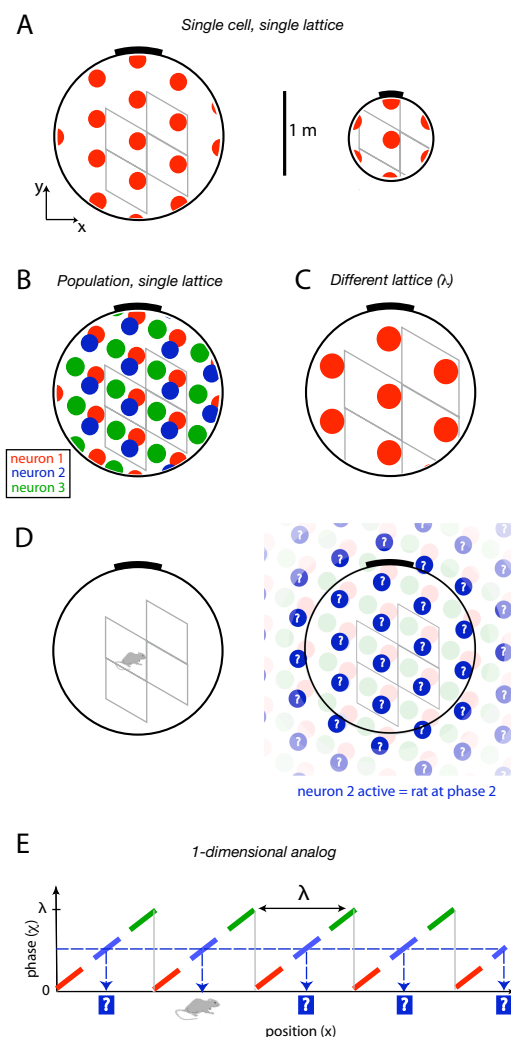 A
Single cell, single lattice
1 m
y
x
B
Population, single lattice
C
Different lattice (λ)
neuron 1
neuron 2
neuron 3
D
? ? ? ? ? ? ? ? ? ? ? ? ? ? ? ? ? ? ? ? ? ? ? ? ? ? ? ?
neuron 2 active = rat at phase 2
E
1-dimensional analog
λ
λ
phase (χ)
0
? ? ? ?
position (x)